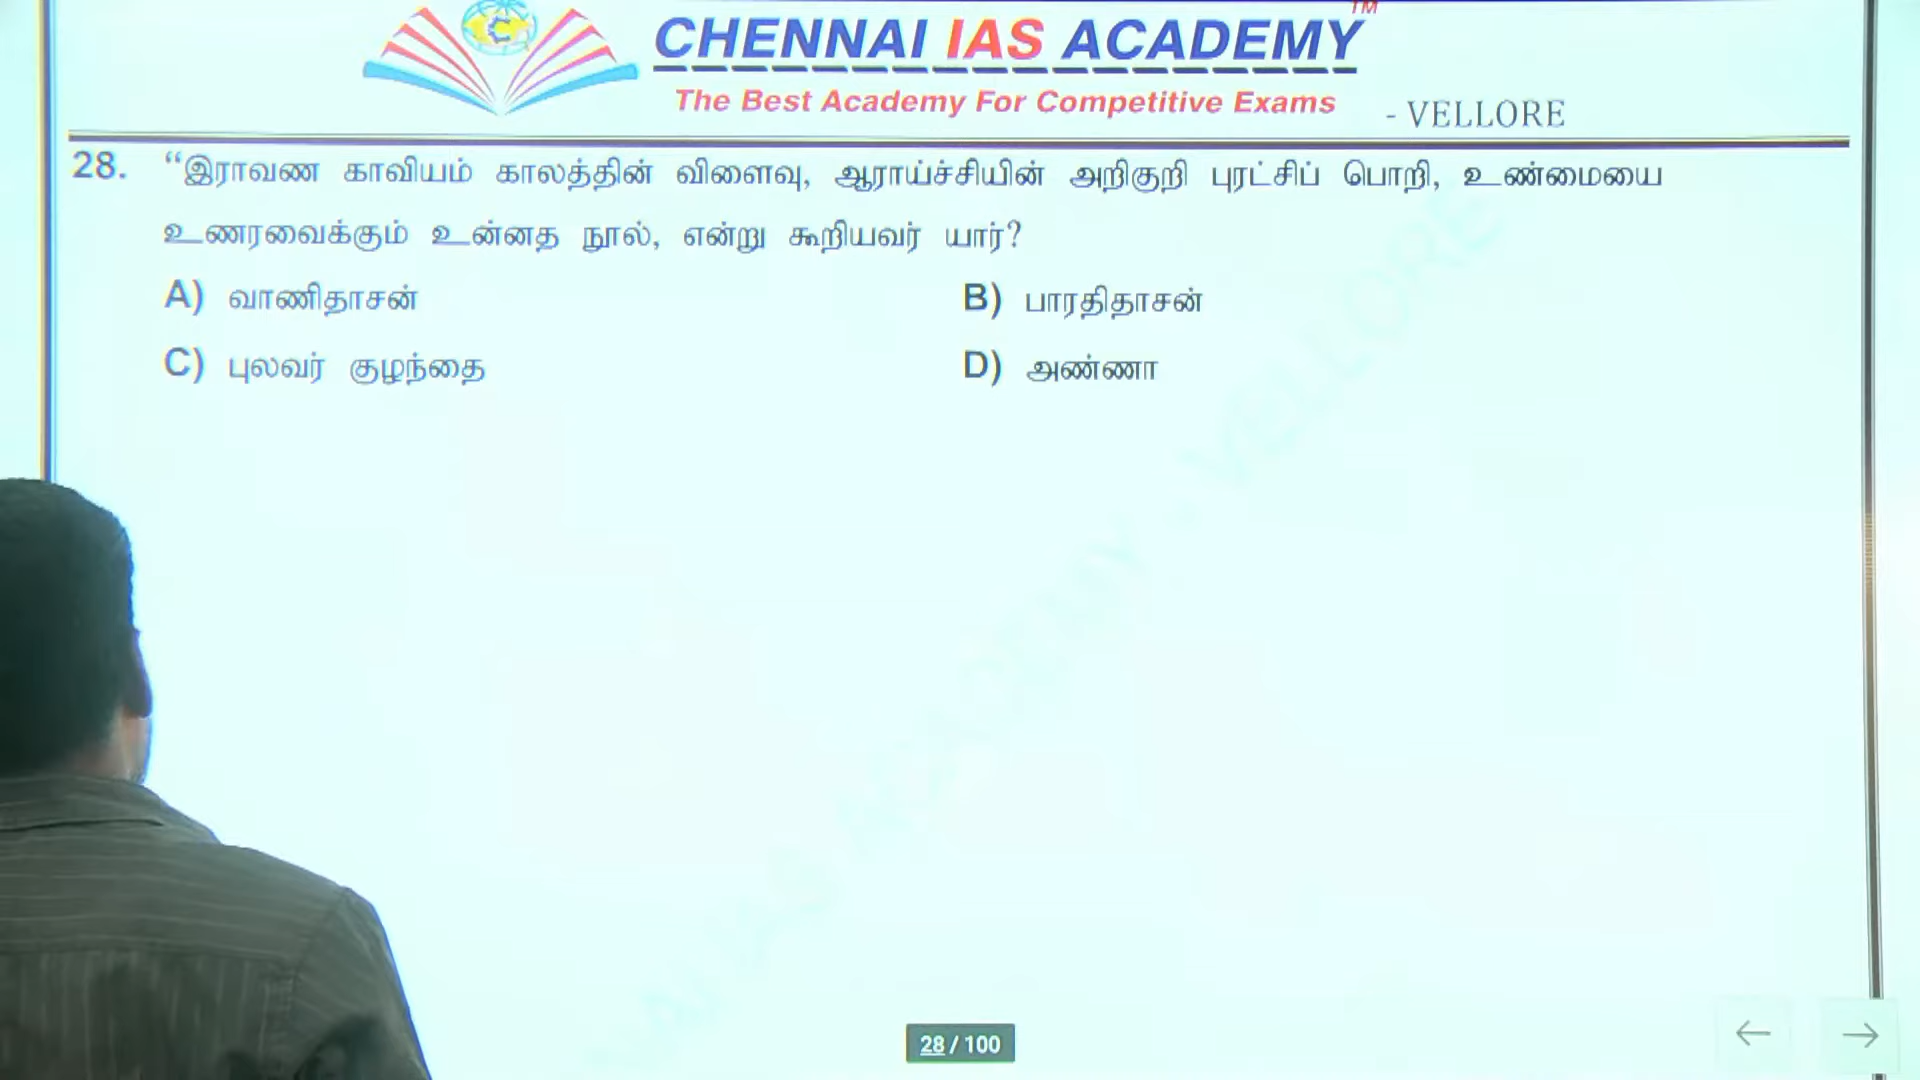 CHENNAI IAS ACADEMY TM
The Best Academy For Competitive Exams
- VELLORE
28. “இராவண காவியம் காலத்தின் விளைவு, ஆராய்ச்சியின் அறிகுறி புரட்சிப் பொறி, உண்மையை
உணரவைக்கும் உன்னத நூல், என்று கூறியவர் யார்?
A) வாணிதாசன் B) பாரதிதாசன்
C) புலவர் குழந்தை D) அண்ணா
28 / 100